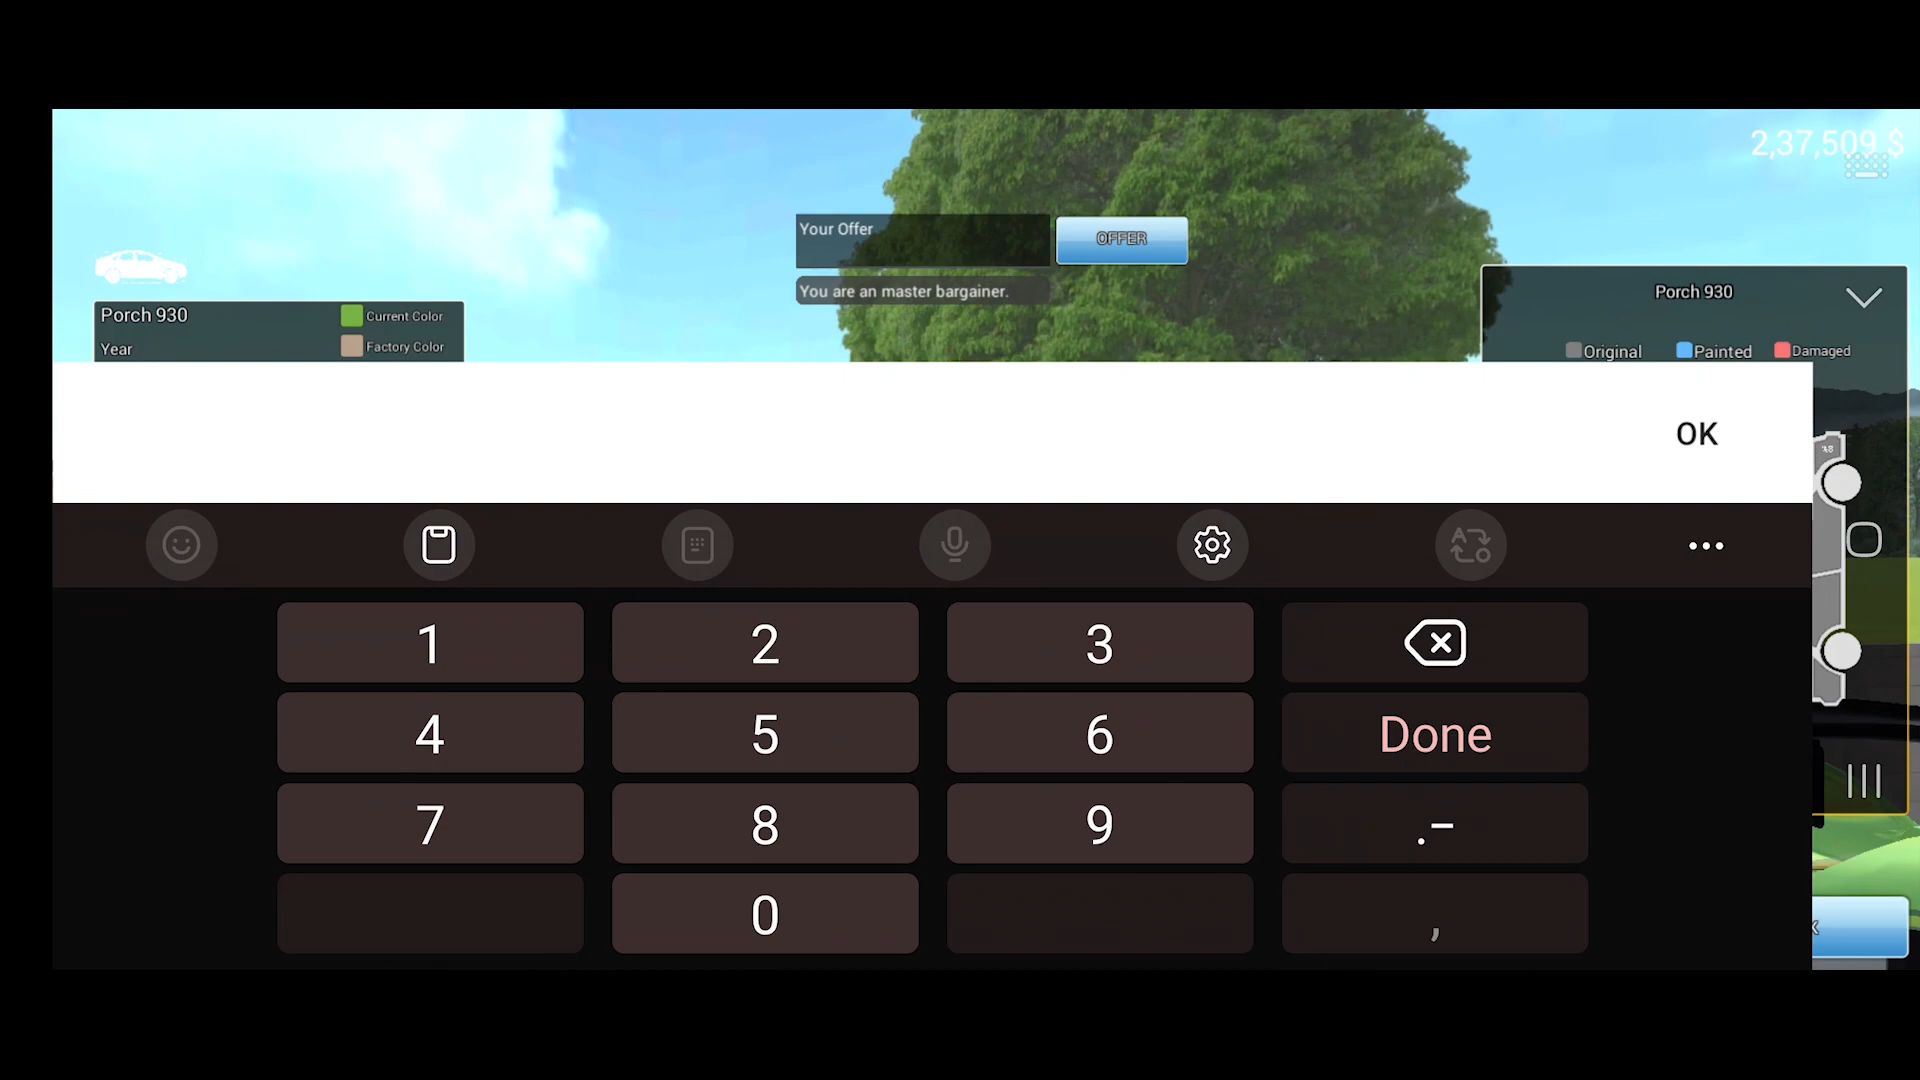 2,37,509 $
Your Offer
OFFER
You are an master bargainer.
Porch 930
Current Color
Year
Factory Color
Porch 930
Original
Painted
Damaged
OK
1
2
3
4
5
6
Done
7
8
9
.–
0
,